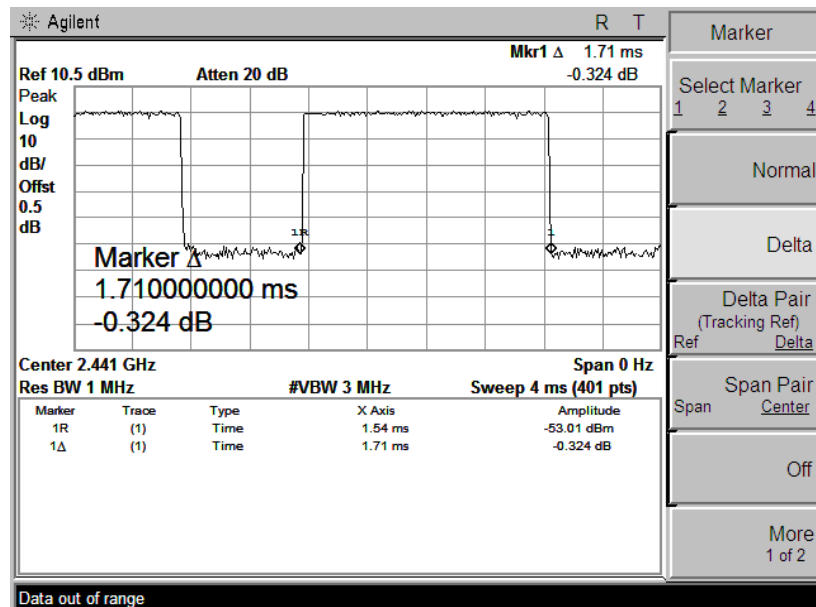 Agilent R T
Mkr1 Δ 1.71 ms
Ref 10.5 dBm Atten 20 dB -0.324 dB
Peak
Log
10
dB/
Offst
0.5
dB
1R 1
Marker Δ
1.710000000 ms
-0.324 dB
Center 2.441 GHz Span 0 Hz
Res BW 1 MHz #VBW 3 MHz Sweep 4 ms (401 pts)
Marker Trace Type X Axis Amplitude
1R (1) Time 1.54 ms -53.01 dBm
1Δ (1) Time 1.71 ms -0.324 dB
Data out of range
Marker
Select Marker
1 2 3 4
Normal
Delta
Delta Pair
(Tracking Ref)
Ref Delta
Span Pair
Span Center
Off
More
1 of 2